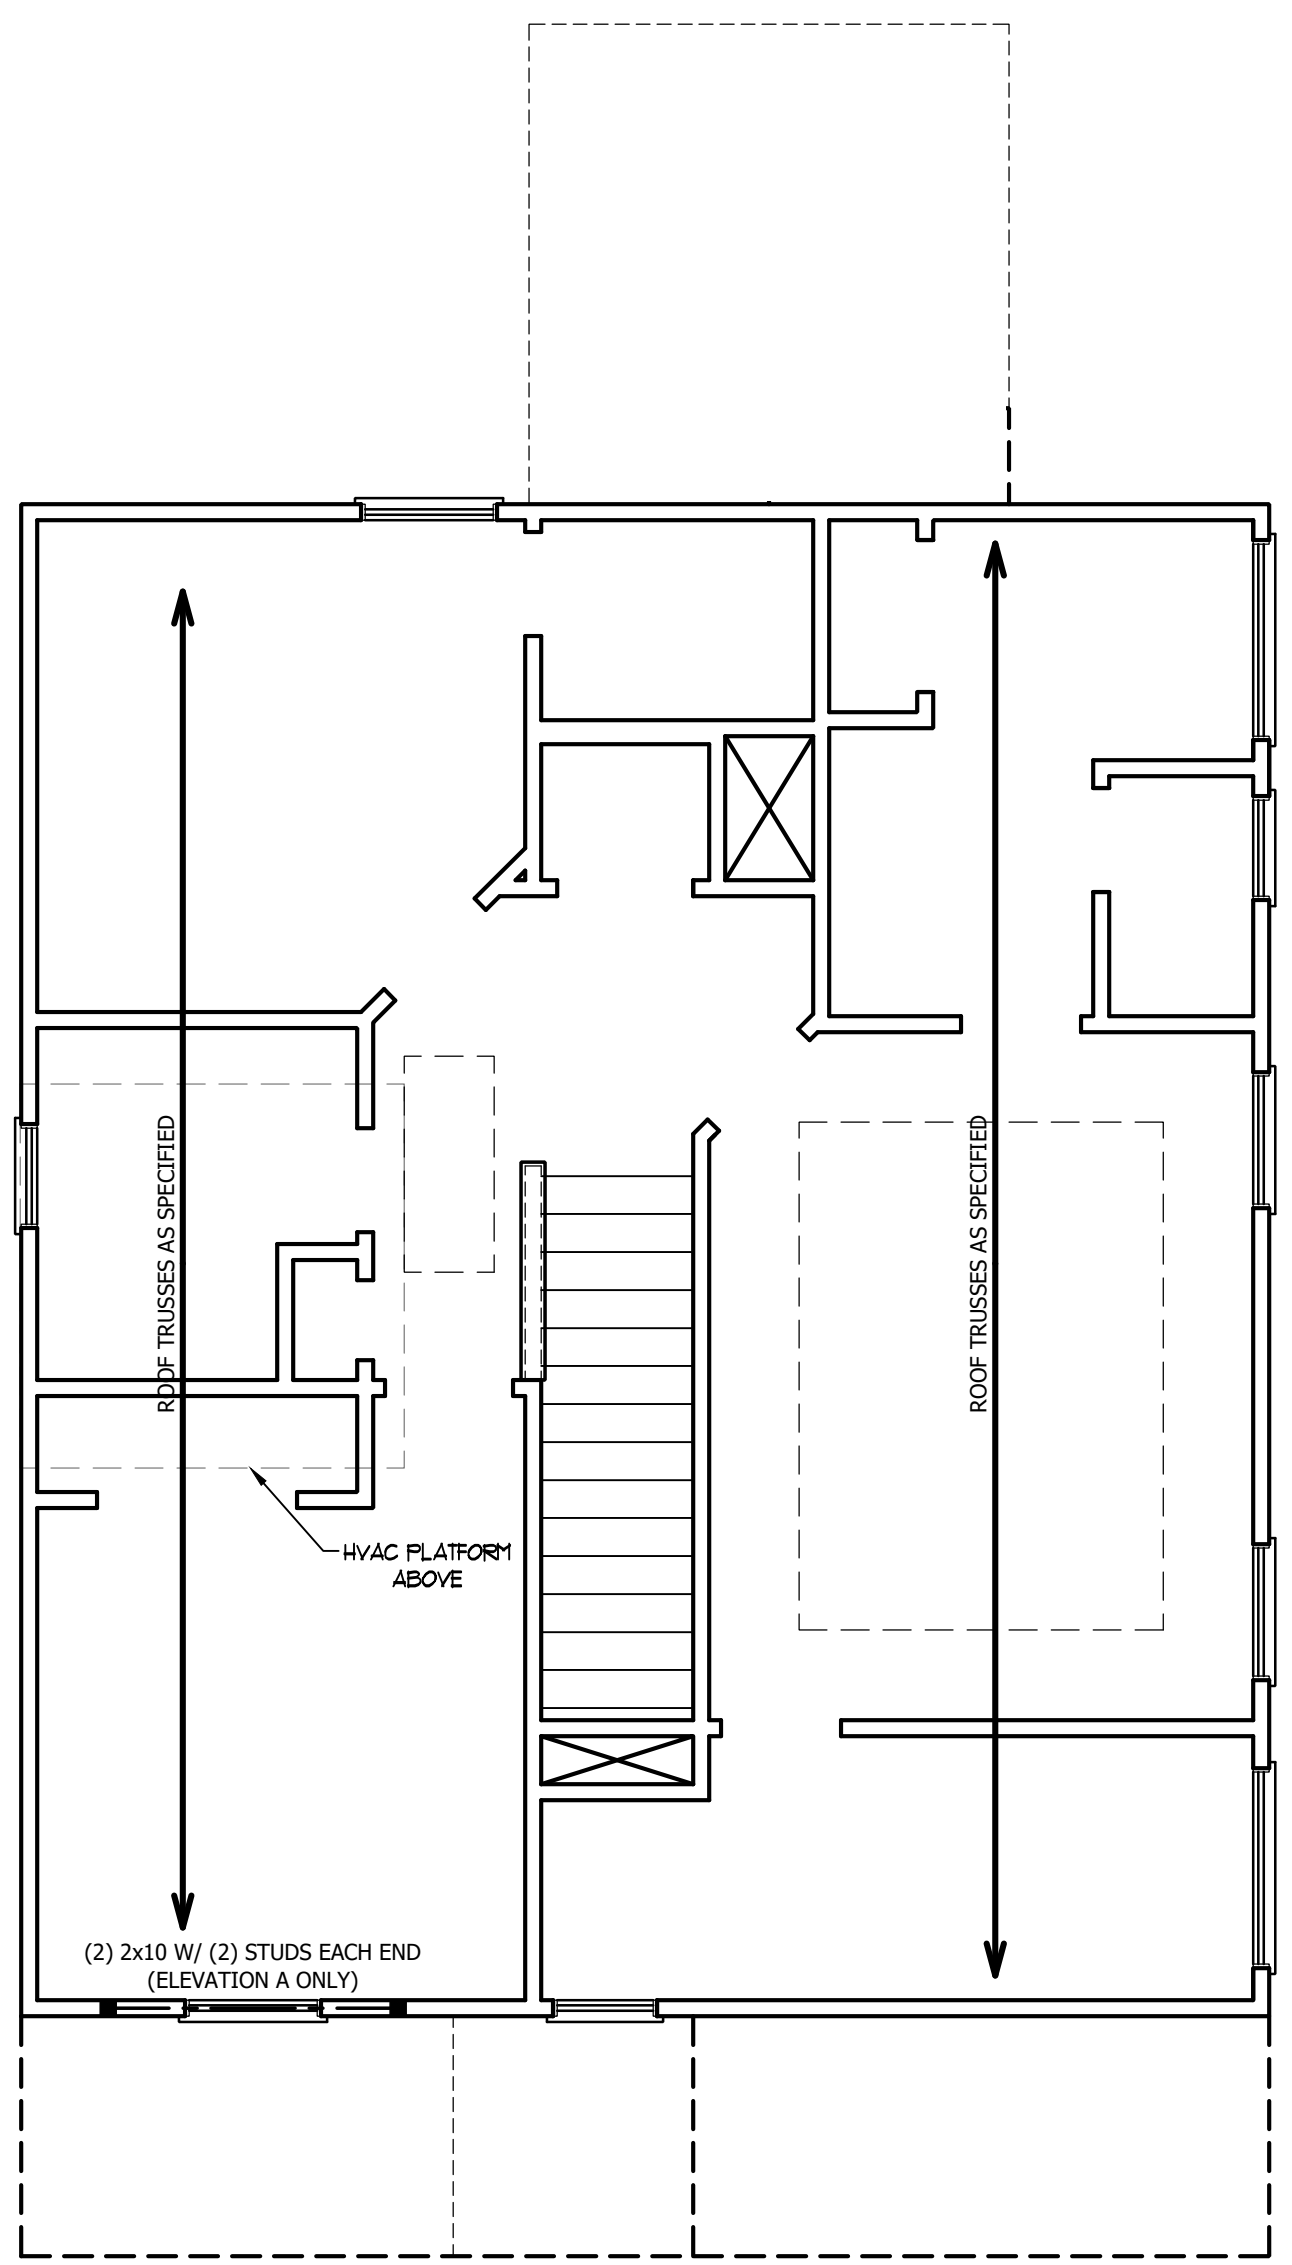 ROOF TRUSSES AS SPECIFIED
ROOF TRUSSES AS SPECIFIED
HVAC PLATFORM
ABOVE
(2) 2x10 W/ (2) STUDS EACH END
(ELEVATION A ONLY)